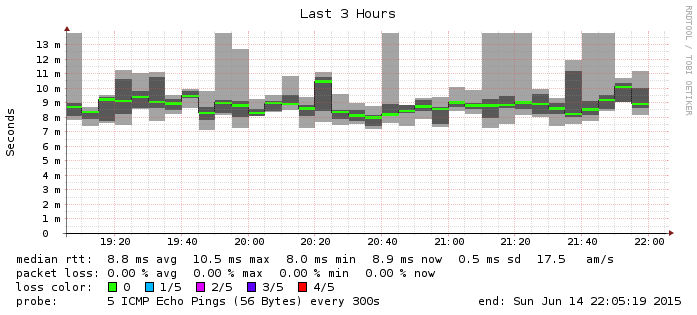 Last 3 Hours
RRDTOOL / TOBI OETIKER
Seconds
13 m
12 m
11 m
10 m
9 m
8 m
7 m
6 m
5 m
4 m
3 m
2 m
1 m
0
19:20 19:40 20:00 20:20 20:40 21:00 21:20 21:40 22:00
median rtt: 8.8 ms avg 10.5 ms max 8.0 ms min 8.9 ms now 0.5 ms sd 17.5 am/s
packet loss: 0.00 % avg 0.00 % max 0.00 % min 0.00 % now
loss color: 0 1/5 2/5 3/5 4/5
probe: 5 ICMP Echo Pings (56 Bytes) every 300s end: Sun Jun 14 22:05:19 2015